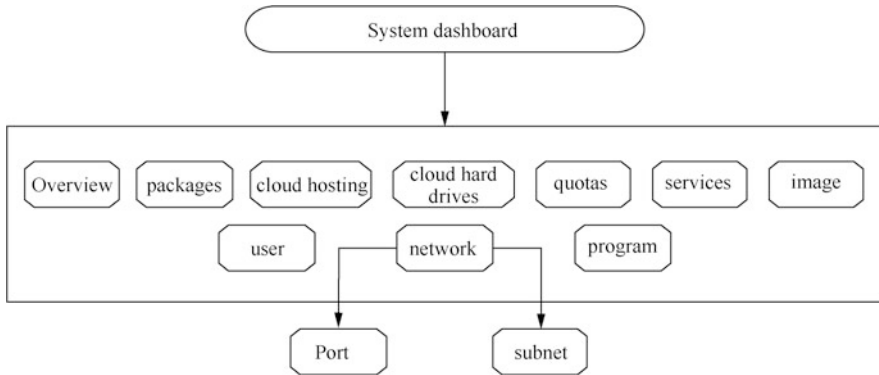 System dashboard
Overview
packages
cloud hosting
cloud hard
drives
quotas
services
image
user
network
program
Port
subnet